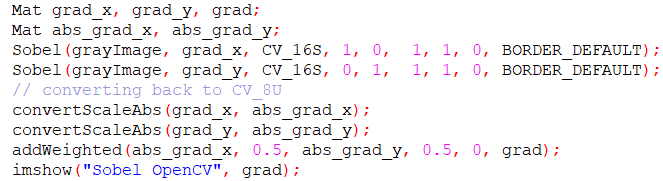 Mat grad_x, grad_y, grad;
Mat abs_grad_x, abs_grad_y;
Sobel(grayImage, grad_x, CV_16S, 1, 0,  1, 1, 0, BORDER_DEFAULT);
Sobel(grayImage, grad_y, CV_16S, 0, 1,  1, 1, 0, BORDER_DEFAULT);
// converting back to CV_8U
convertScaleAbs(grad_x, abs_grad_x);
convertScaleAbs(grad_y, abs_grad_y);
addWeighted(abs_grad_x, 0.5, abs_grad_y, 0.5, 0, grad);
imshow("Sobel OpenCV", grad);